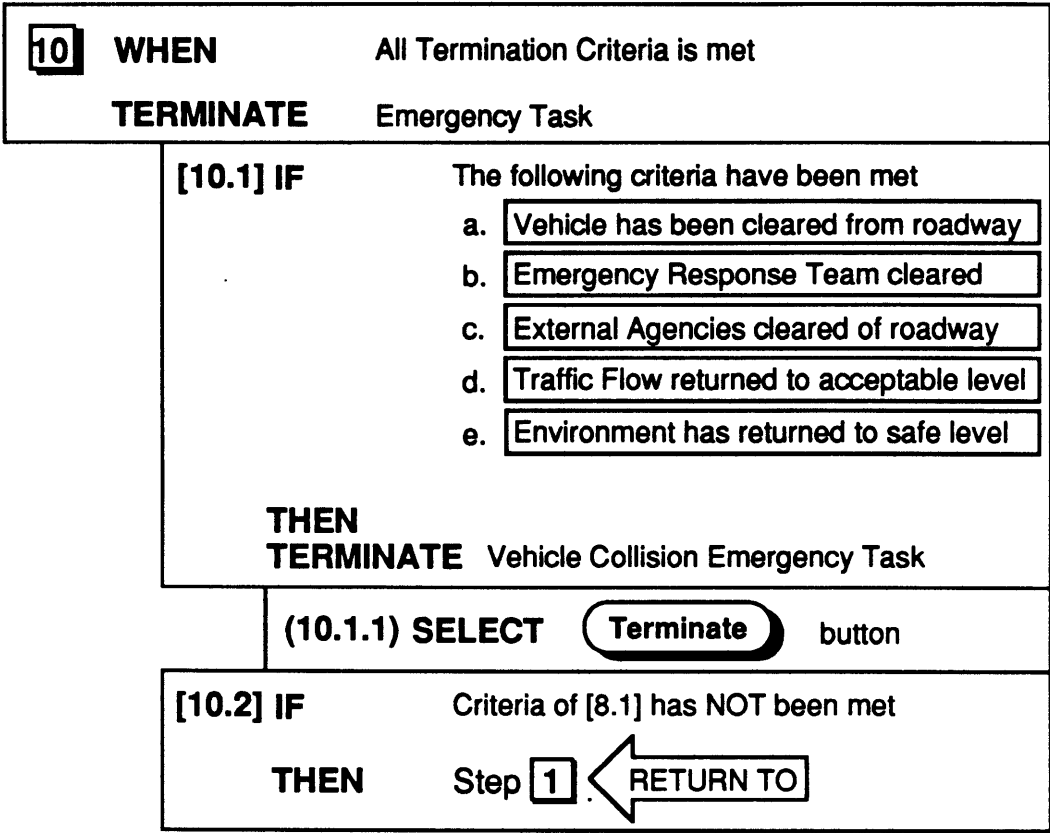 10 WHEN All Termination Criteria is met
TERMINATE Emergency Task
[10.1] IF The following criteria have been met
a. Vehicle has been cleared from roadway
b. Emergency Response Team cleared
c. External Agencies cleared of roadway
d. Traffic Flow returned to acceptable level
e. Environment has returned to safe level
THEN
TERMINATE Vehicle Collision Emergency Task
(10.1.1) SELECT Terminate button
[10.2] IF Criteria of [8.1] has NOT been met
THEN Step 1 RETURN TO